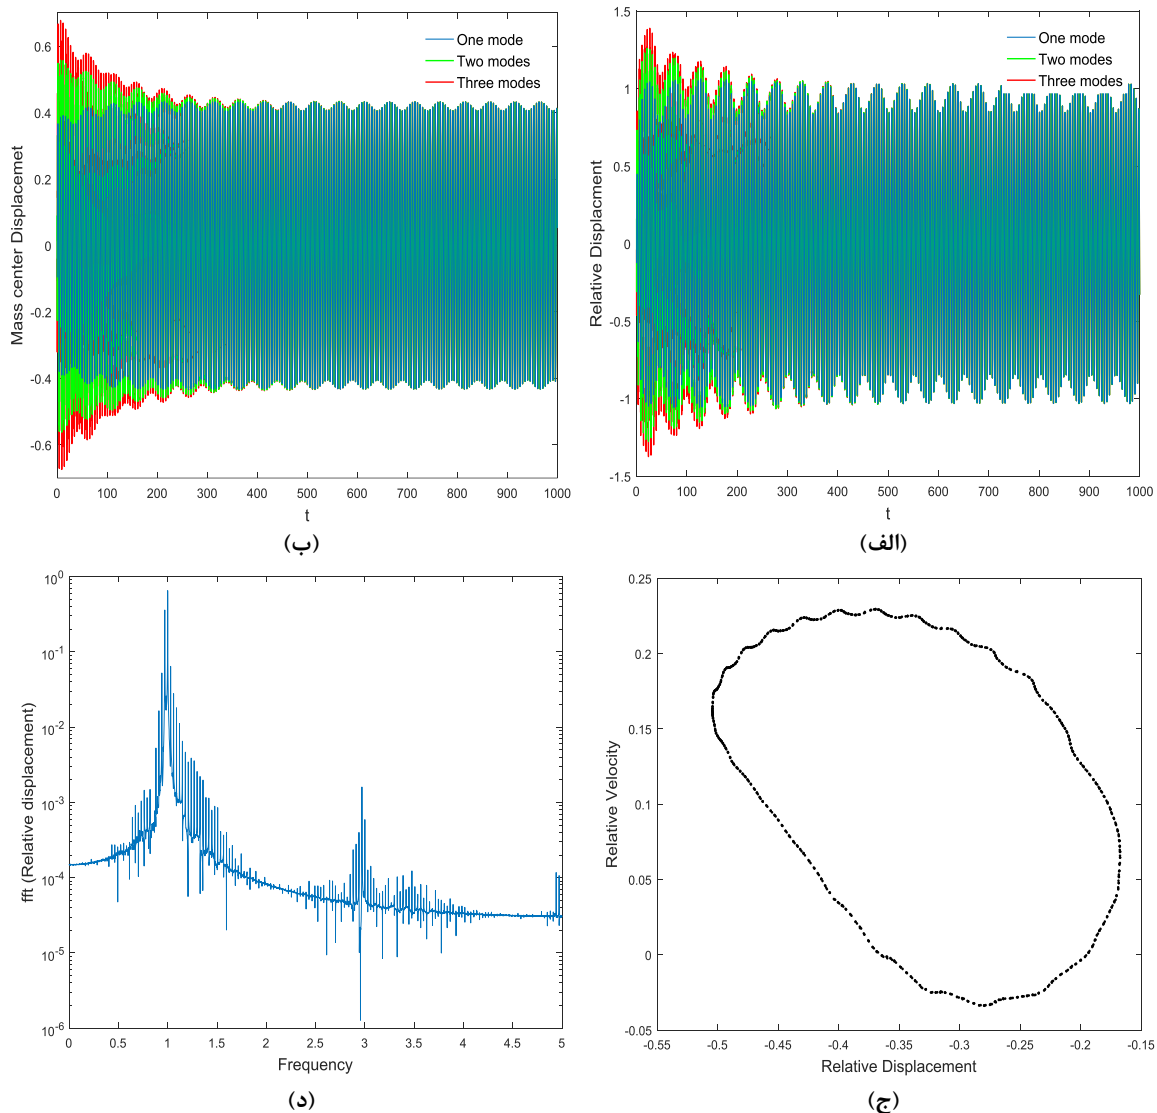 Mass center Displacemet
0.6
0.4
0.2
0
-0.2
-0.4
-0.6
One mode
Two modes
Three modes
0 100 200 300 400 500 600 700 800 900 1000
t
(ب)
Relative Displacment
1.5
1
0.5
0
-0.5
-1
-1.5
One mode
Two modes
Three modes
0 100 200 300 400 500 600 700 800 900 1000
t
(الف)
fft (Relative displacement)
10^0
10^-1
10^-2
10^-3
10^-4
10^-5
10^-6
0 0.5 1 1.5 2 2.5 3 3.5 4 4.5 5
Frequency
(د)
Relative Velocity
0.25
0.2
0.15
0.1
0.05
0
-0.05
-0.55 -0.5 -0.45 -0.4 -0.35 -0.3 -0.25 -0.2 -0.15
Relative Displacement
(ج)